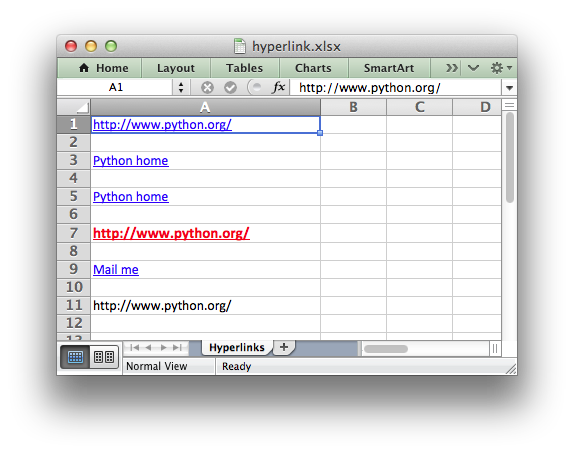 hyperlink.xlsx
Home Layout Tables Charts SmartArt
A1 fx http://www.python.org/
A B C D
1 http://www.python.org/
2
3 Python home
4
5 Python home
6
7 http://www.python.org/
8
9 Mail me
10
11 http://www.python.org/
12
13
Hyperlinks
Normal View Ready